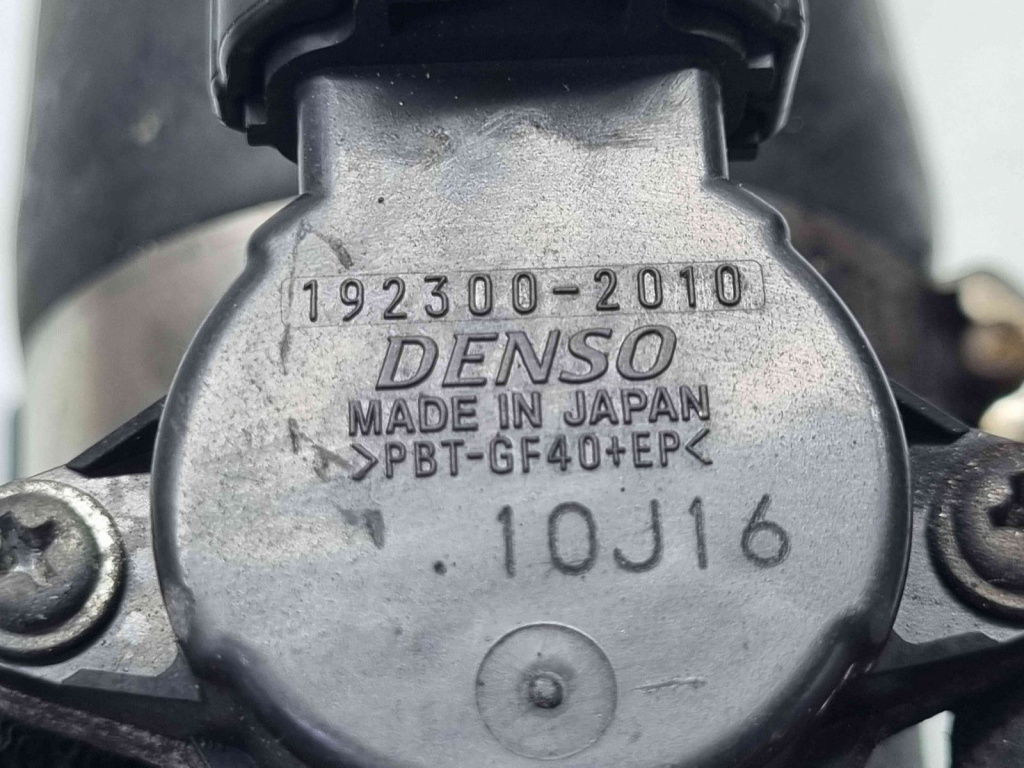 192300-2010
DENSO
MADE IN JAPAN
>PBT-GF40+EP<
10J16